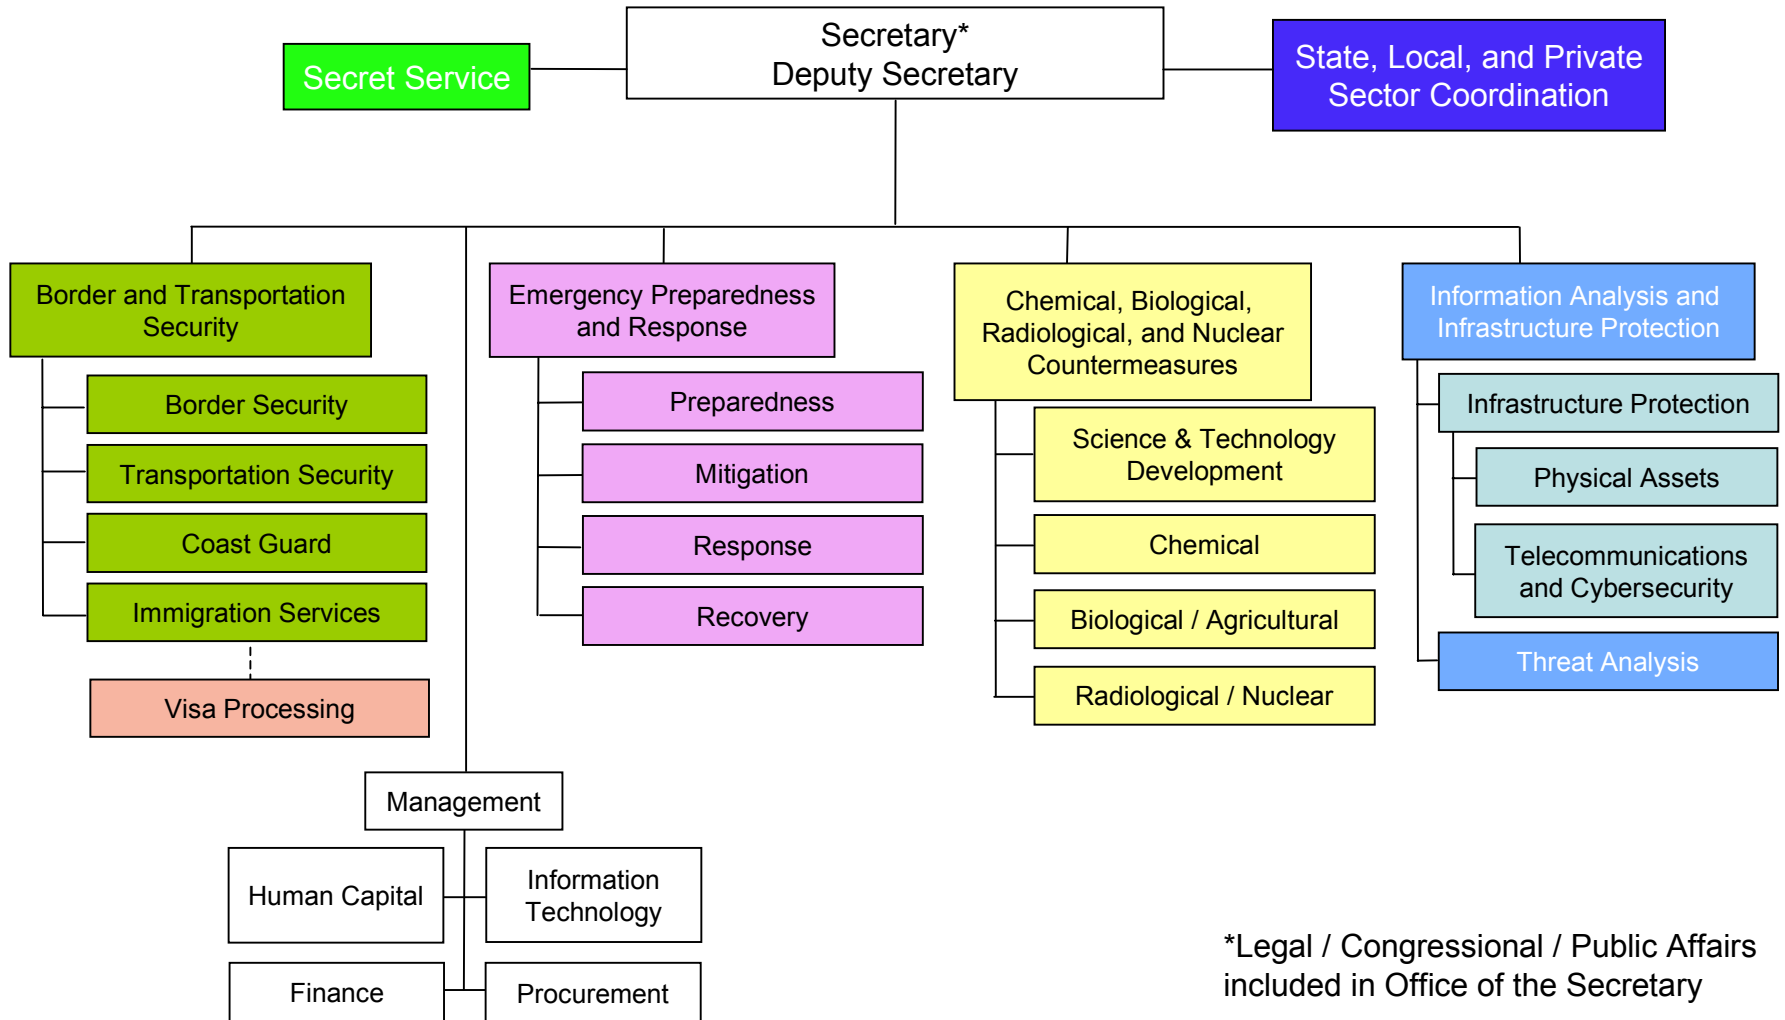 Secretary*
Deputy Secretary
Secret Service
State, Local, and Private
Sector Coordination
Border and Transportation
Security
Border Security
Transportation Security
Coast Guard
Immigration Services
Visa Processing
Emergency Preparedness
and Response
Preparedness
Mitigation
Response
Recovery
Chemical, Biological,
Radiological, and Nuclear
Countermeasures
Science & Technology
Development
Chemical
Biological / Agricultural
Radiological / Nuclear
Information Analysis and
Infrastructure Protection
Infrastructure Protection
Physical Assets
Telecommunications
and Cybersecurity
Threat Analysis
Management
Human Capital
Information
Technology
Finance
Procurement
*Legal / Congressional / Public Affairs
included in Office of the Secretary